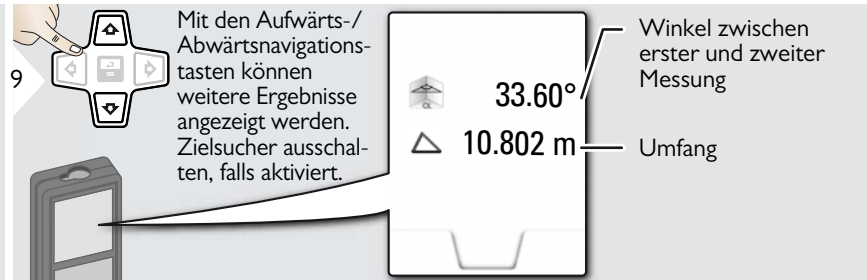 9
Mit den Aufwärts-/
Abwärtsnavigations-
tasten können
weitere Ergebnisse
angezeigt werden.
Zielsucher ausschal-
ten, falls aktiviert.
α
33.60°
10.802 m
Winkel zwischen
erster und zweiter
Messung
Umfang